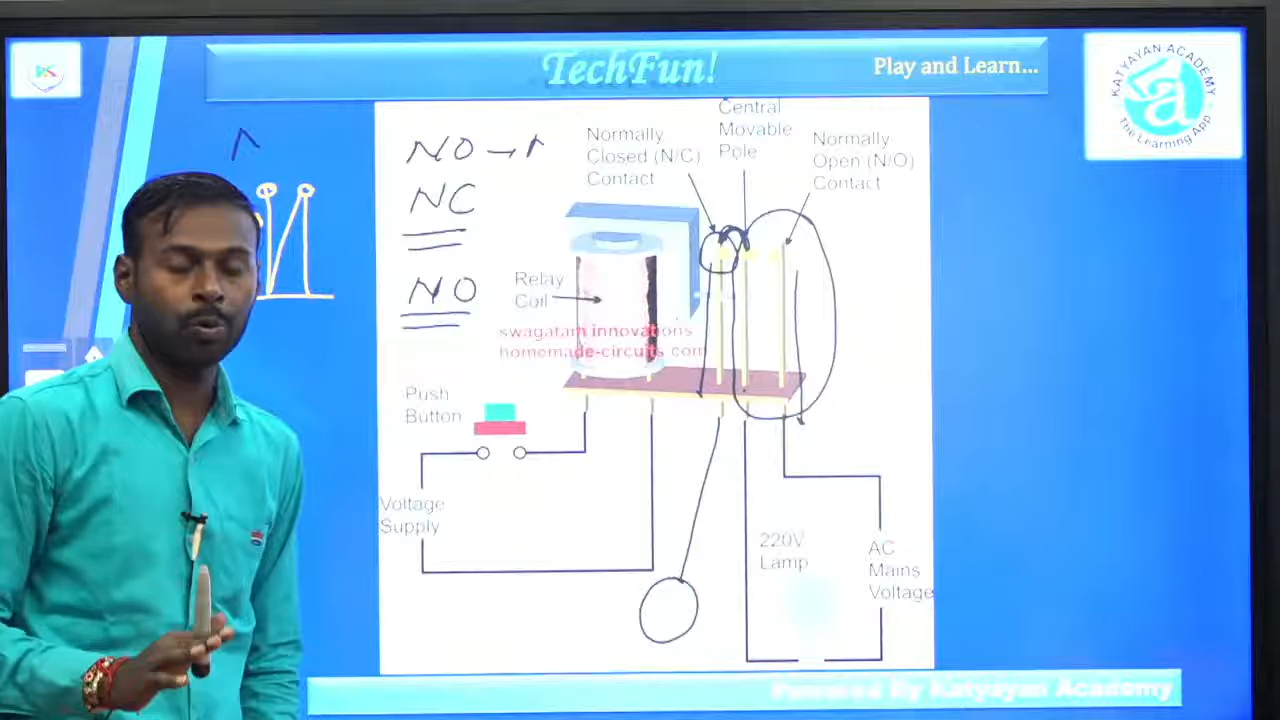 TechFun!
Play and Learn...
KATYAYAN ACADEMY
The Learning App
NO
NC
NO
Normally
Closed (N/C)
Contact
Central
Movable
Pole
Normally
Open (N/O)
Contact
Relay
Coil
swagatam innovations
homemade-circuits com
Push
Button
Voltage
Supply
220V
Lamp
AC
Mains
Voltage
Powered By Katyayan Academy